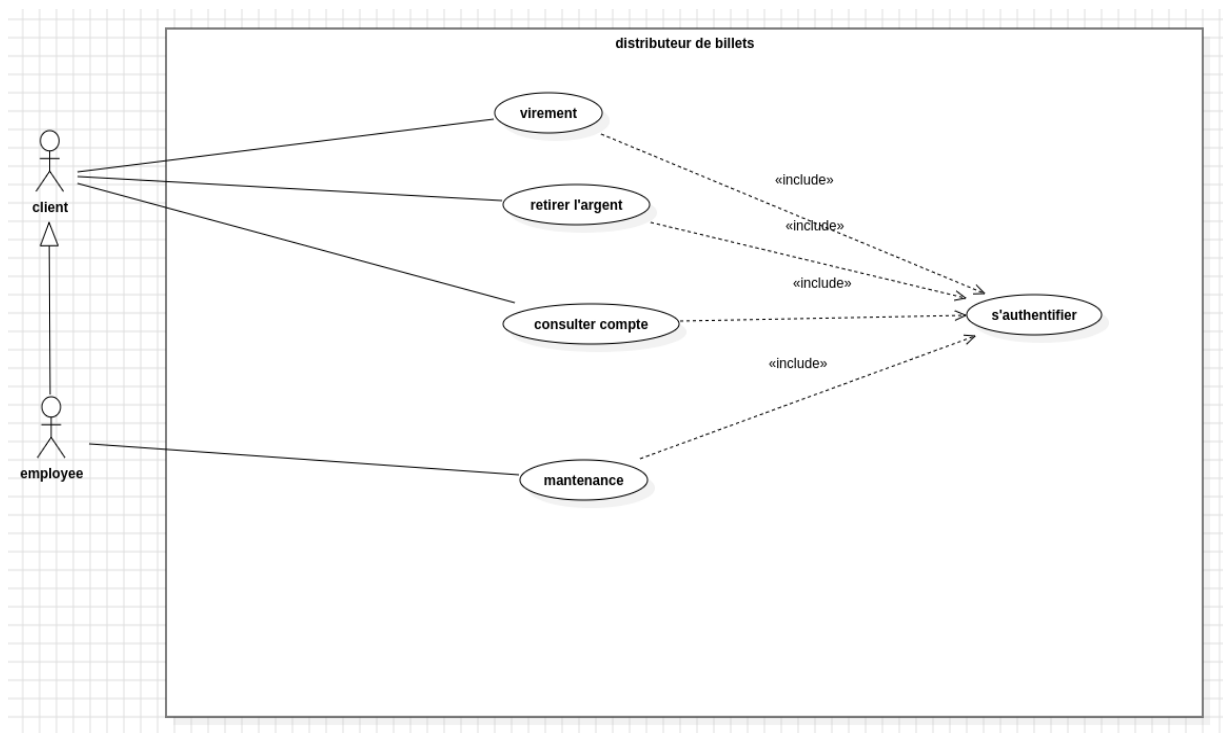 distributeur de billets
virement
«include»
client
retirer l'argent
«include»
«include»
consulter compte
s'authentifier
«include»
employee
mantenance